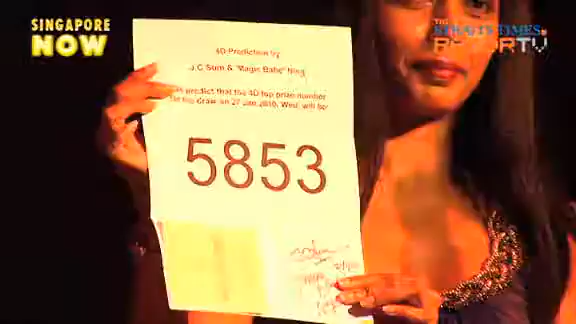 SINGAPORE
NOW
THE
STRAITS TIMES
RAZORTV
4D Prediction by
J C Sum & "Magic Babe" Ning
predict that the 4D top prize number
draw on 27 Jan 2010, Wed, will be:
5853